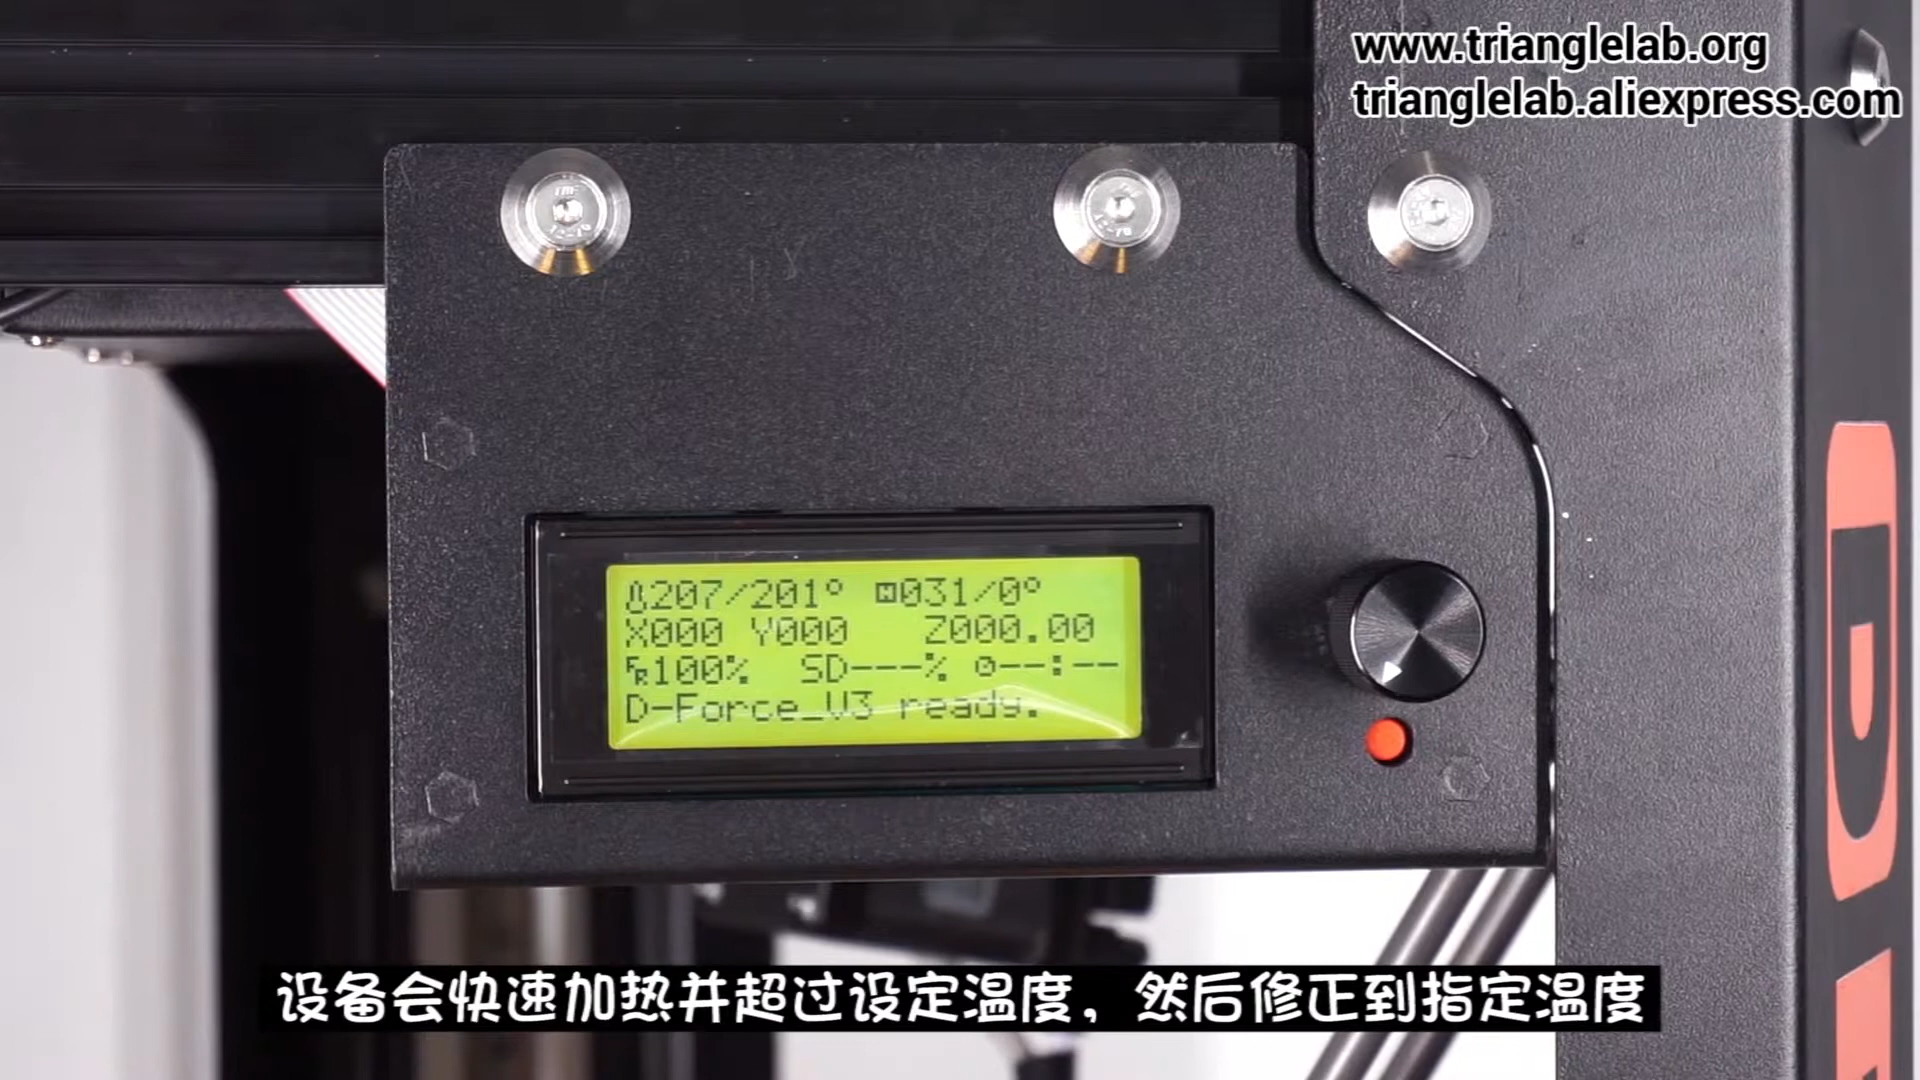 www.trianglelab.org
trianglelab.aliexpress.com
207/201° 031/0°
X000 Y000 Z000.00
FR100% SD---% --:--
D-Force_V3 ready.
设备会快速加热并超过设定温度，然后修正到指定温度